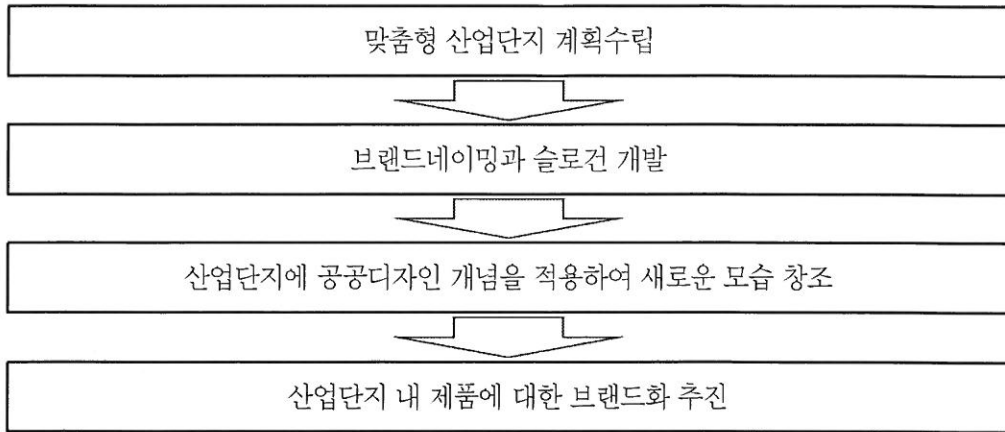 맞춤형 산업단지 계획수립
브랜드네이밍과 슬로건 개발
산업단지에 공공디자인 개념을 적용하여 새로운 모습 창조
산업단지 내 제품에 대한 브랜드화 추진